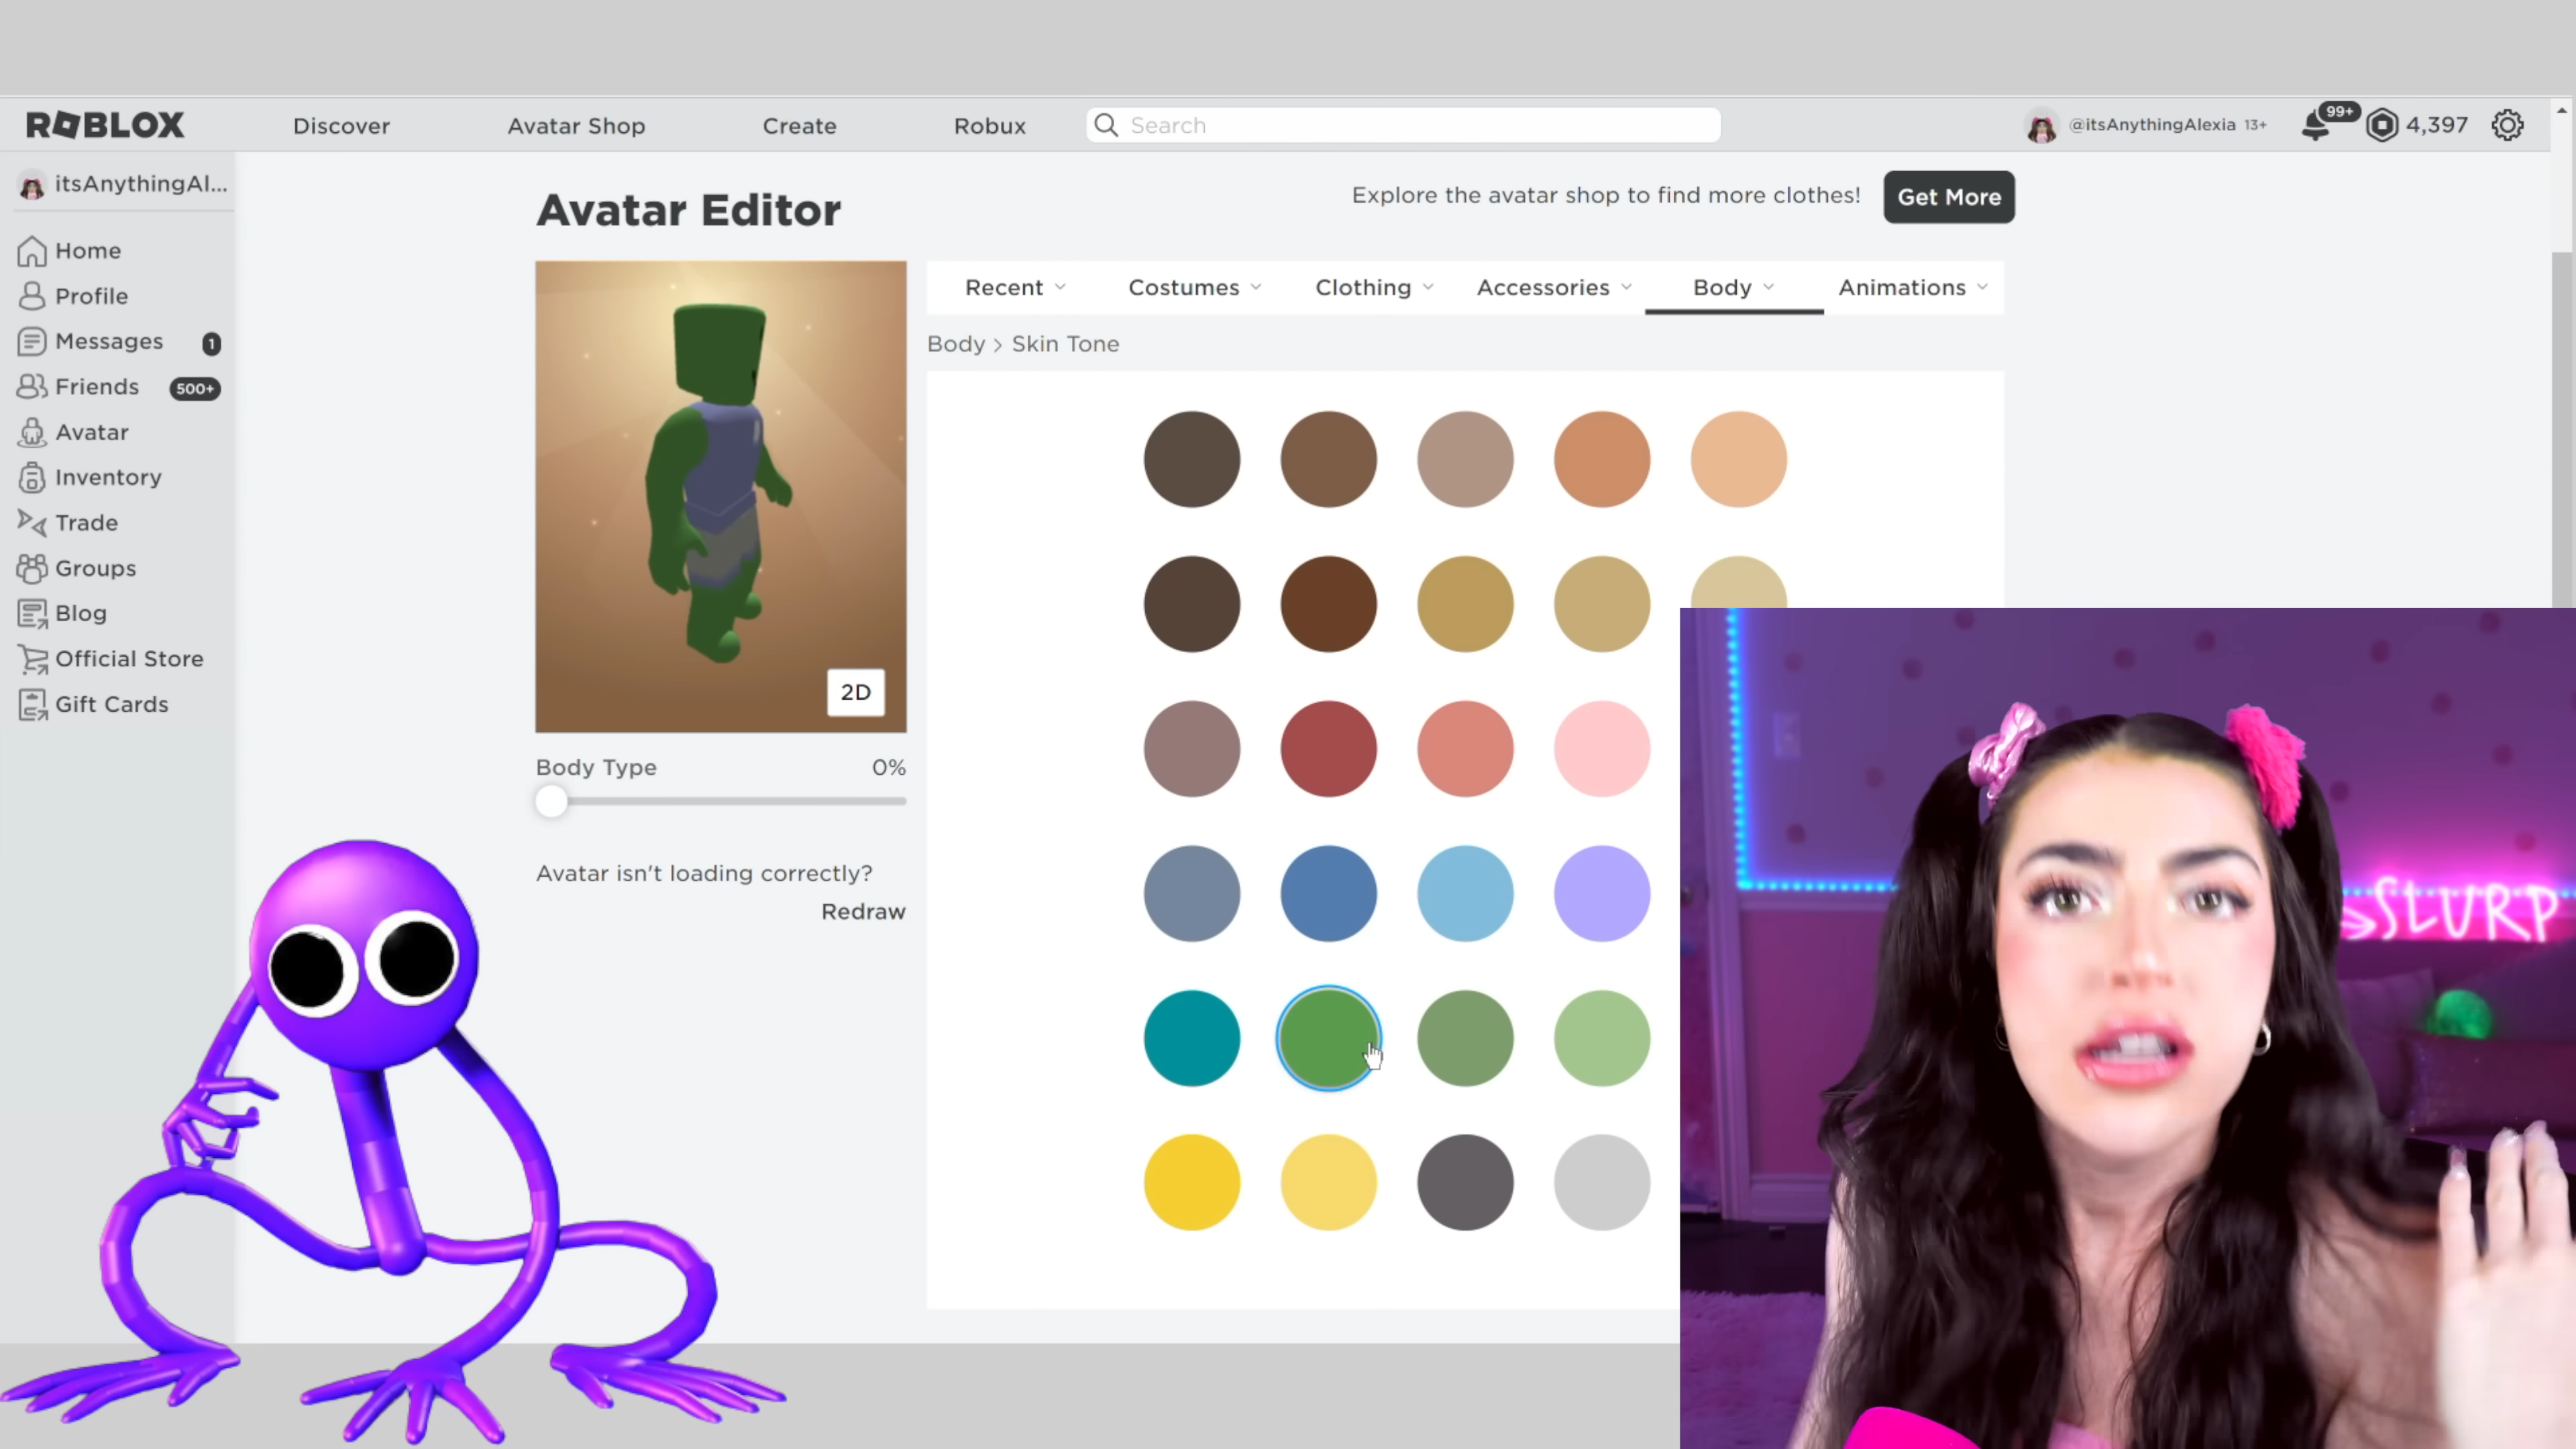 ROBLOX Discover Avatar Shop Create Robux Search @itsAnythingAlexia 13+ 99+ 4,397
itsAnythingAl...
Home
Profile
Messages 1
Friends 500+
Avatar
Inventory
Trade
Groups
Blog
Official Store
Gift Cards
Avatar Editor
Explore the avatar shop to find more clothes! Get More
Recent Costumes Clothing Accessories Body Animations
Body > Skin Tone
2D
Body Type 0%
Avatar isn't loading correctly?
Redraw
SLURP